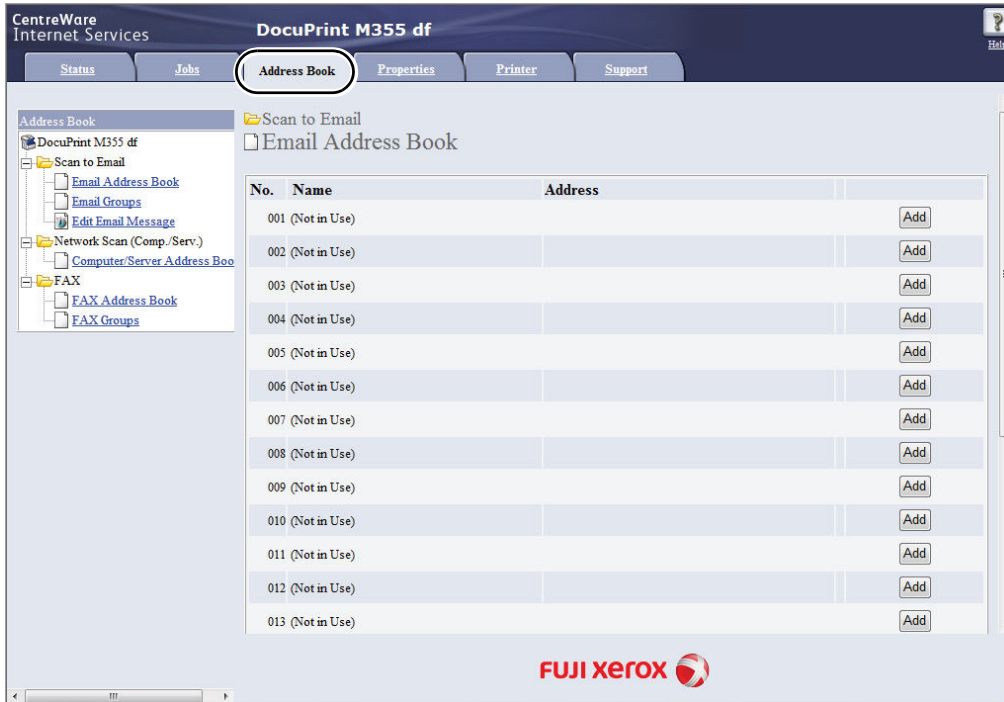 CentreWare
Internet Services
DocuPrint M355 df
Help
Status Jobs Address Book Properties Printer Support
Address Book
DocuPrint M355 df
Scan to Email
Email Address Book
Email Groups
Edit Email Message
Network Scan (Comp./Serv.)
Computer/Server Address Boo
FAX
FAX Address Book
FAX Groups
Scan to Email
Email Address Book
No. Name Address
001 (Not in Use) Add
002 (Not in Use) Add
003 (Not in Use) Add
004 (Not in Use) Add
005 (Not in Use) Add
006 (Not in Use) Add
007 (Not in Use) Add
008 (Not in Use) Add
009 (Not in Use) Add
010 (Not in Use) Add
011 (Not in Use) Add
012 (Not in Use) Add
013 (Not in Use) Add
FUJI xerox